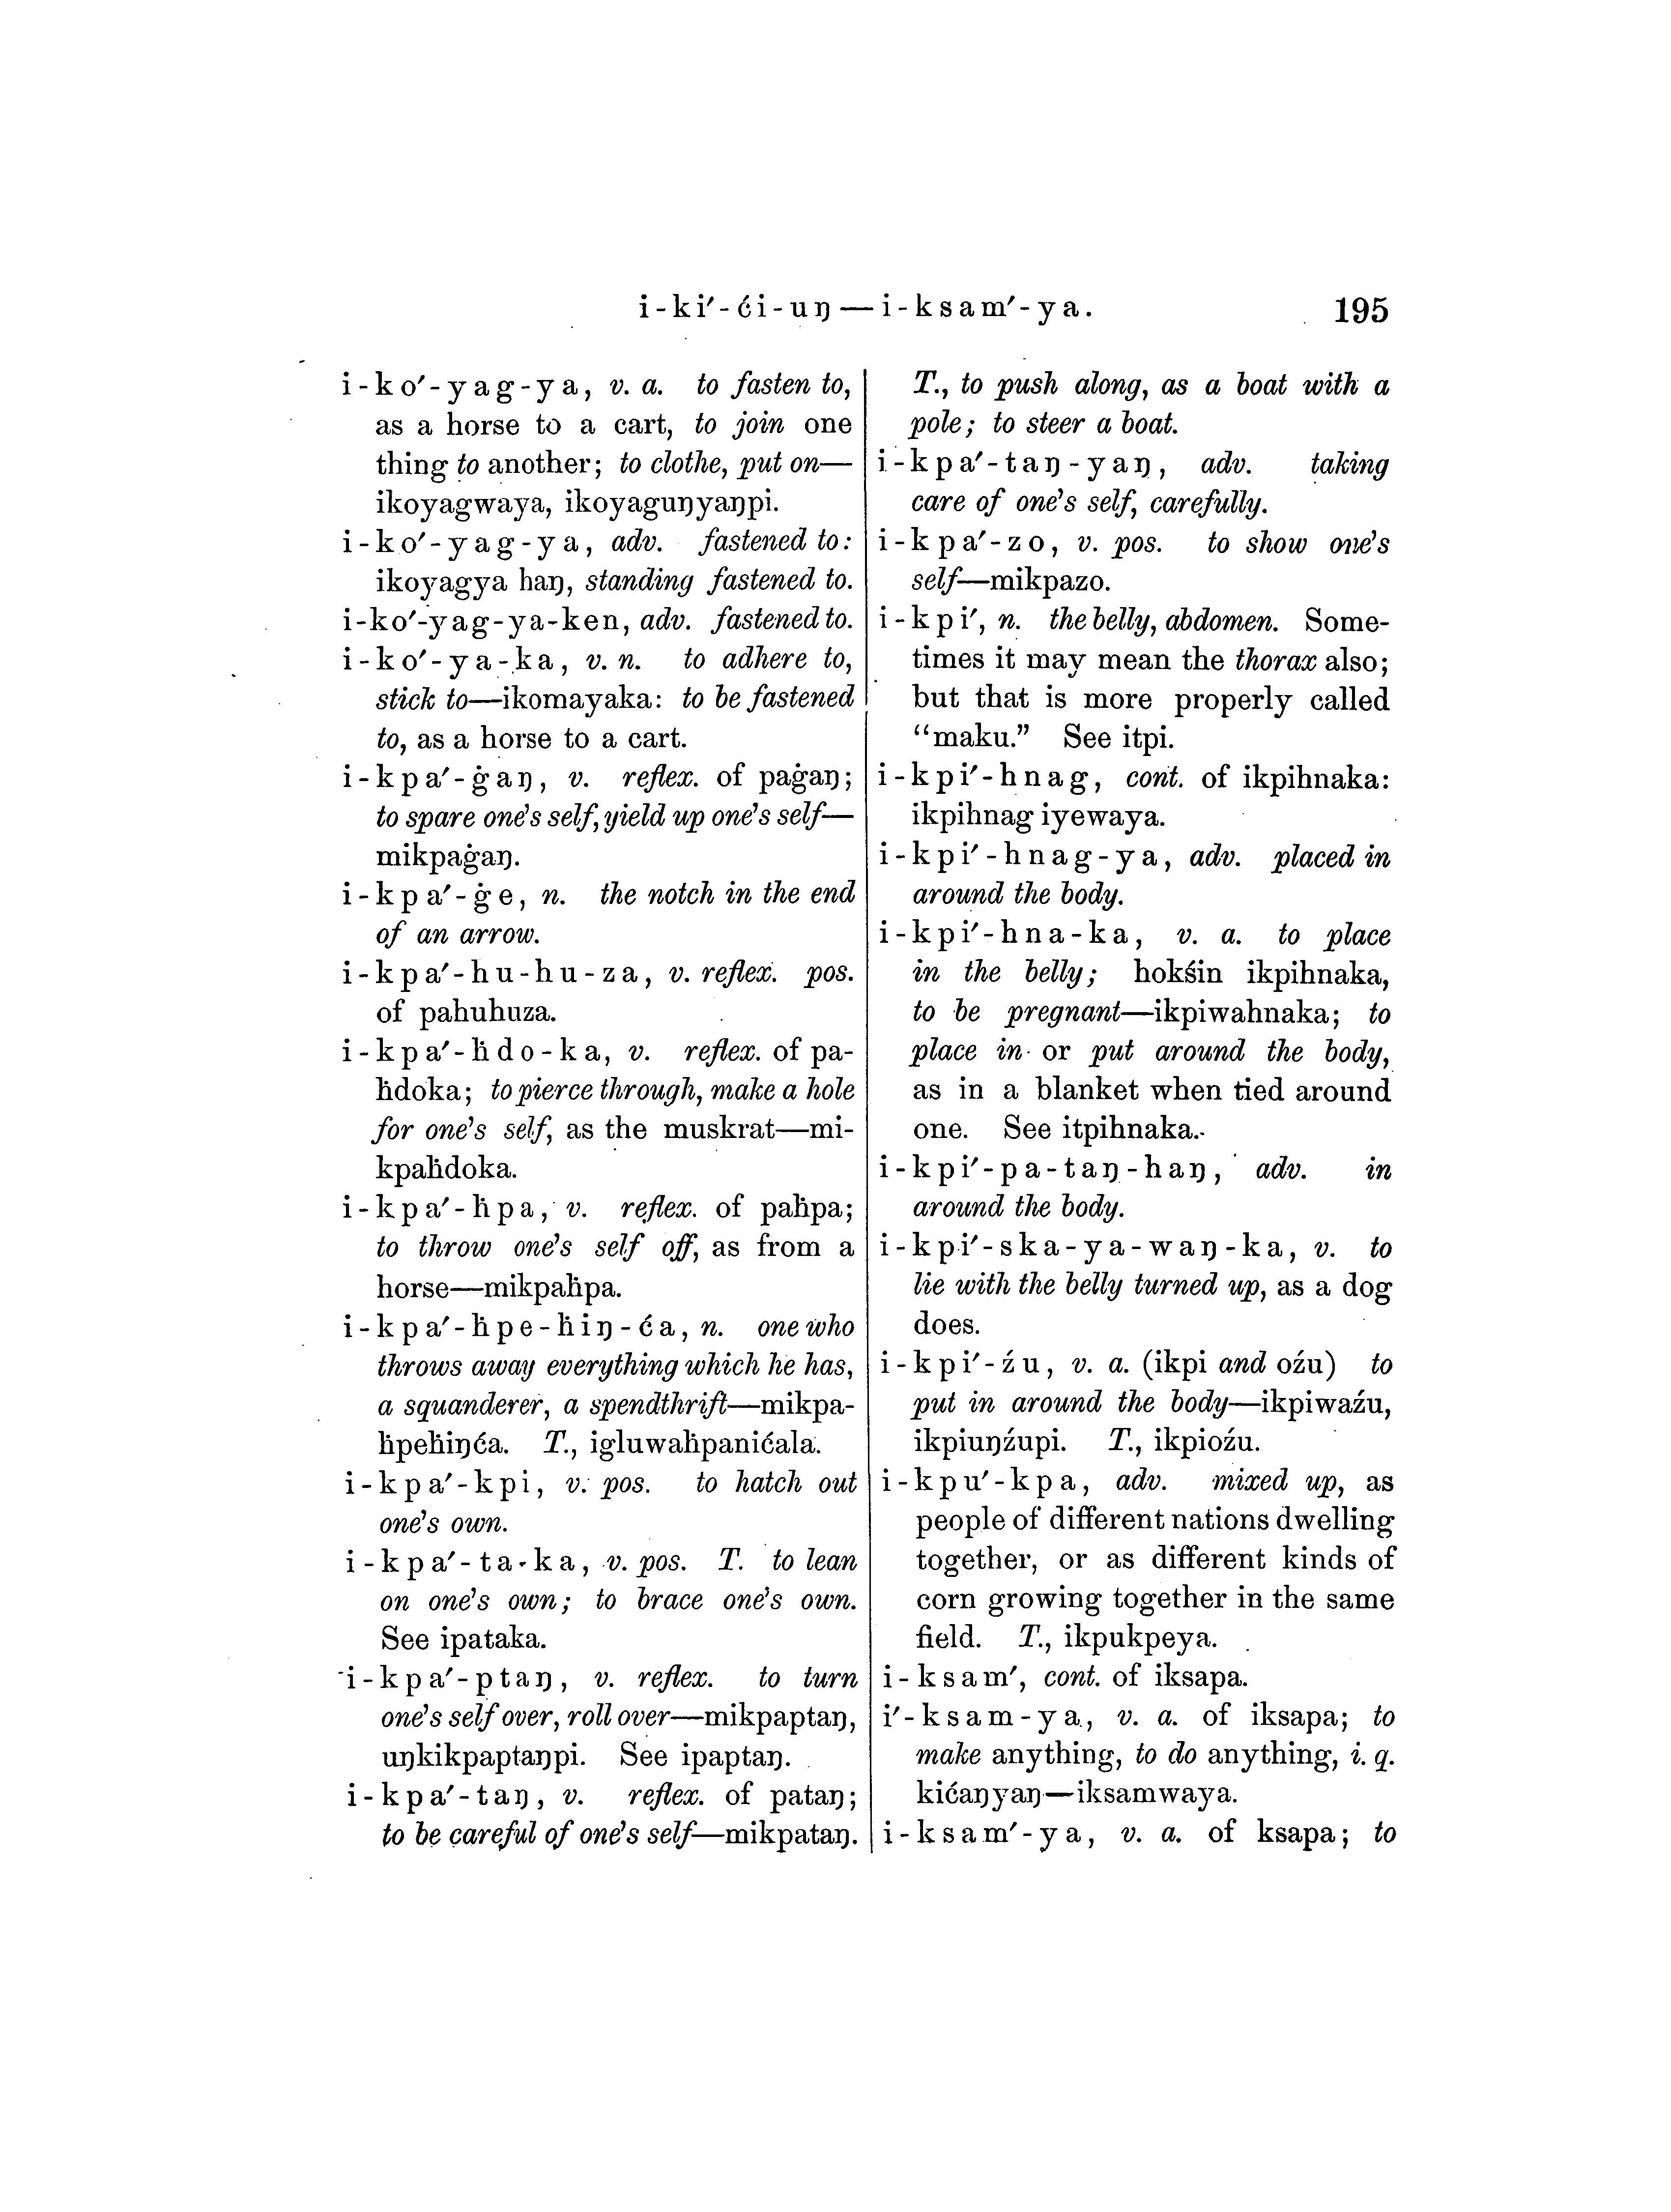 i-ki′-ći-uŋ — i-ksam′-ya. 195
i-ko′-yag-ya, v. a. to fasten to,
as a horse to a cart, to join one
thing to another; to clothe, put on—
ikoyagwaya, ikoyaguŋyaŋpi.
i-ko′-yag-ya, adv. fastened to:
ikoyagya haŋ, standing fastened to.
i-ko′-yag-ya-ken, adv. fastened to.
i-ko′-ya-ka, v. n. to adhere to,
stick to—ikomayaka: to be fastened
to, as a horse to a cart.
i-kpa′-ġaŋ, v. reflex. of paġaŋ;
to spare one's self, yield up one's self—
mikpaġaŋ.
i-kpa′-ġe, n. the notch in the end
of an arrow.
i-kpa′-hu-hu-za, v. reflex. pos.
of pahuhuza.
i-kpa′-ḣdo-ka, v. reflex. of pa-
ḣdoka; to pierce through, make a hole
for one's self, as the muskrat—mi-
kpaḣdoka.
i-kpa′-ḣpa, v. reflex. of paḣpa;
to throw one's self off, as from a
horse—mikpaḣpa.
i-kpa′-ḣpe-ḣiŋ-ća, n. one who
throws away everything which he has,
a squanderer, a spendthrift—mikpa-
ḣpeḣiŋća. T., igluwaḣpanićala.
i-kpa′-kpi, v. pos. to hatch out
one's own.
i-kpa′-ta-ka, v. pos. T. to lean
on one's own; to brace one's own.
See ipataka.
i-kpa′-ptaŋ, v. reflex. to turn
one's self over, roll over—mikpaptaŋ,
uŋkikpaptaŋpi. See ipaptaŋ.
i-kpa′-taŋ, v. reflex. of pataŋ;
to be careful of one's self—mikpataŋ.
T., to push along, as a boat with a
pole; to steer a boat.
i-kpa′-taŋ-yaŋ, adv. taking
care of one's self, carefully.
i-kpa′-zo, v. pos. to show one's
self—mikpazo.
i-kpi′, n. the belly, abdomen. Some-
times it may mean the thorax also;
but that is more properly called
“maku.” See itpi.
i-kpi′-hnag, cont. of ikpihnaka:
ikpihnag iyewaya.
i-kpi′-hnag-ya, adv. placed in
around the body.
i-kpi′-hna-ka, v. a. to place
in the belly; hokśin ikpihnaka,
to be pregnant—ikpiwahnaka; to
place in or put around the body,
as in a blanket when tied around
one. See itpihnaka.
i-kpi′-pa-taŋ-haŋ, adv. in
around the body.
i-kpi′-ska-ya-waŋ-ka, v. to
lie with the belly turned up, as a dog
does.
i-kpi′-źu, v. a. (ikpi and oźu) to
put in around the body—ikpiwaźu,
ikpiuŋźupi. T., ikpioźu.
i-kpu′-kpa, adv. mixed up, as
people of different nations dwelling
together, or as different kinds of
corn growing together in the same
field. T., ikpukpeya.
i-ksam′, cont. of iksapa.
i′-ksam-ya, v. a. of iksapa; to
make anything, to do anything, i. q.
kićaŋyaŋ—iksamwaya.
i-ksam′-ya, v. a. of ksapa; to